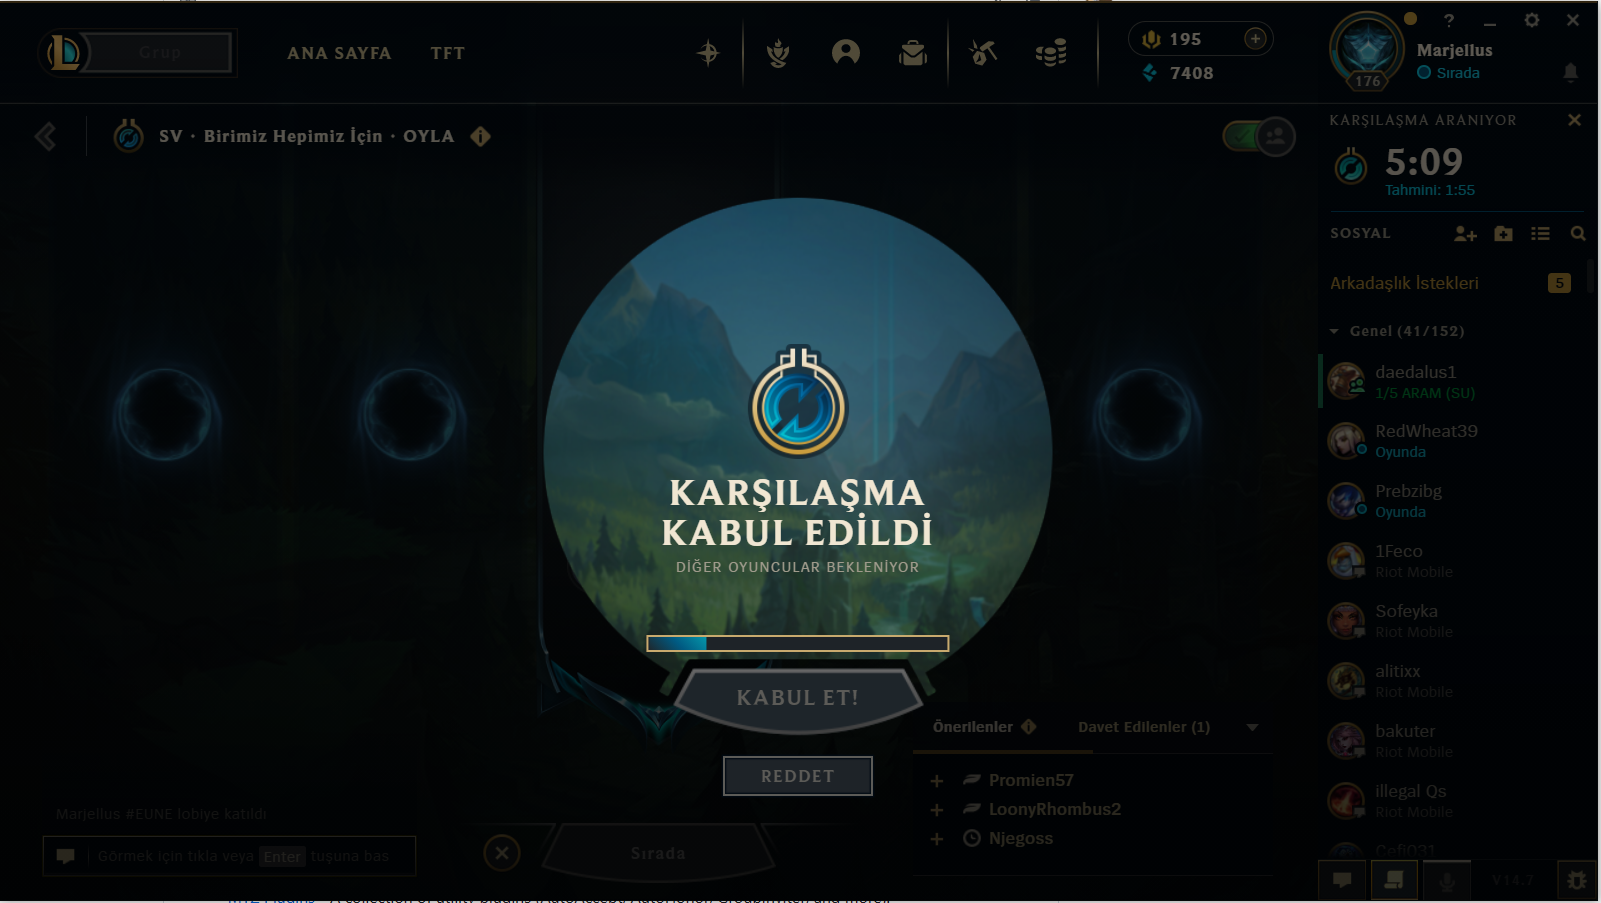 Grup
ANA SAYFA
TFT
195
7408
176
Marjellus
Sırada
SV • Birimiz Hepimiz İçin • OYLA
KARŞILAŞMA ARANIYOR
5:09
Tahmini: 1:55
SOSYAL
Arkadaşlık İstekleri
5
Genel (41/152)
daedalus1
1/5 ARAM (SU)
RedWheat39
Oyunda
Prebzibg
Oyunda
1Feco
Riot Mobile
Sofeyka
Riot Mobile
alitixx
Riot Mobile
bakuter
Riot Mobile
illegal Qs
Riot Mobile
KARŞILAŞMA
KABUL EDİLDİ
DİĞER OYUNCULAR BEKLENİYOR
KABUL ET!
REDDET
Önerilenler
Davet Edilenler (1)
Promien57
LoonyRhombus2
Njegoss
Marjellus #EUNE lobiye katıldı
Görmek için tıkla veya Enter tuşuna bas
Sırada
V14.7